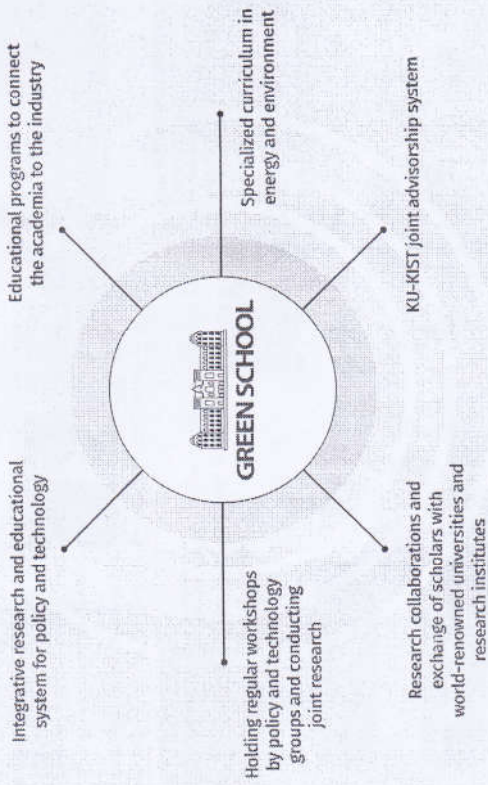 Integrative research and educational
system for policy and technology
Educational programs to connect
the academia to the industry
Holding regular workshops
by policy and technology
groups and conducting
joint research
GREEN SCHOOL
Specialized curriculum in
energy and environment
Research collaborations and
exchange of scholars with
world-renowned universities and
research institutes
KU-KIST joint advisorship system